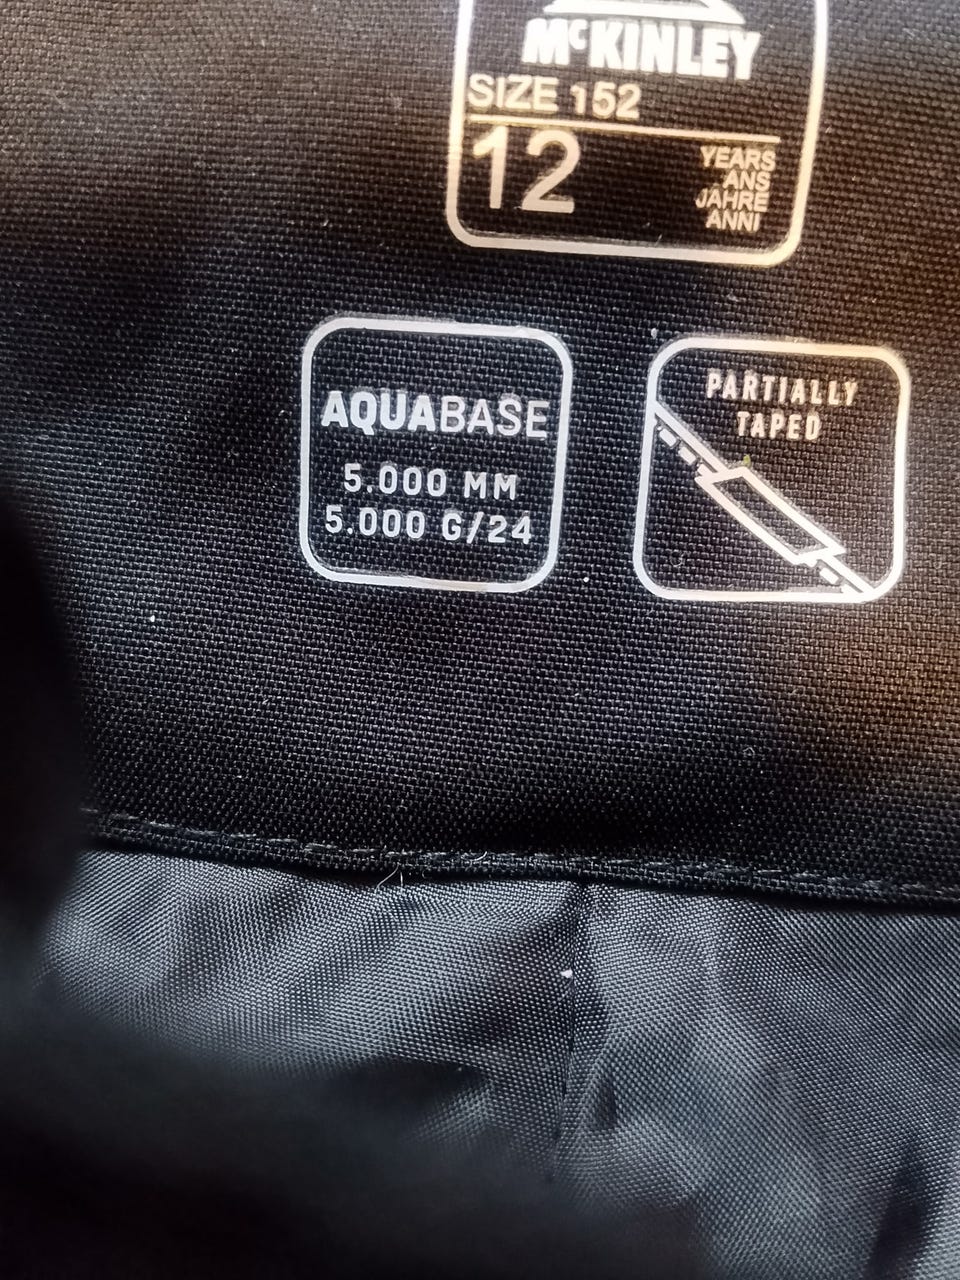 McKINLEY
SIZE 152
12
YEARS
ANS
JAHRE
ANNI
AQUABASE
5.000 MM
5.000 G/24
PARTIALLY
TAPED